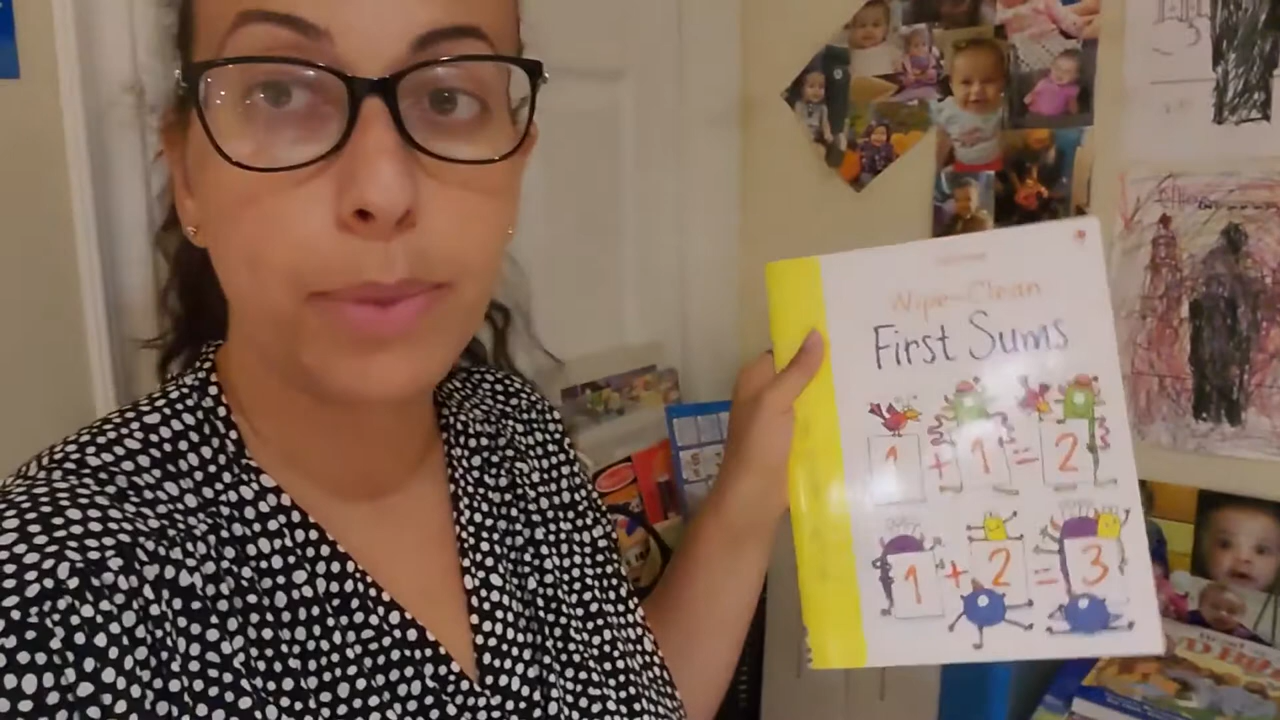 Wipe-Clean
First Sums
1 + 1 = 2
1 + 2 = 3